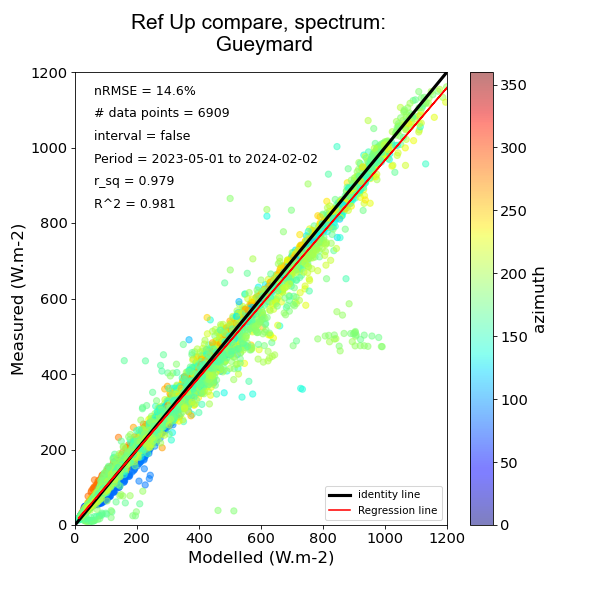 Ref Up compare, spectrum:
Gueymard
nRMSE = 14.6%
# data points = 6909
interval = false
Period = 2023-05-01 to 2024-02-02
r_sq = 0.979
R^2 = 0.981
1200
1000
800
600
400
200
0
Measured (W.m-2)
0 200 400 600 800 1000 1200
Modelled (W.m-2)
identity line
Regression line
350
300
250
200
150
100
50
0
azimuth